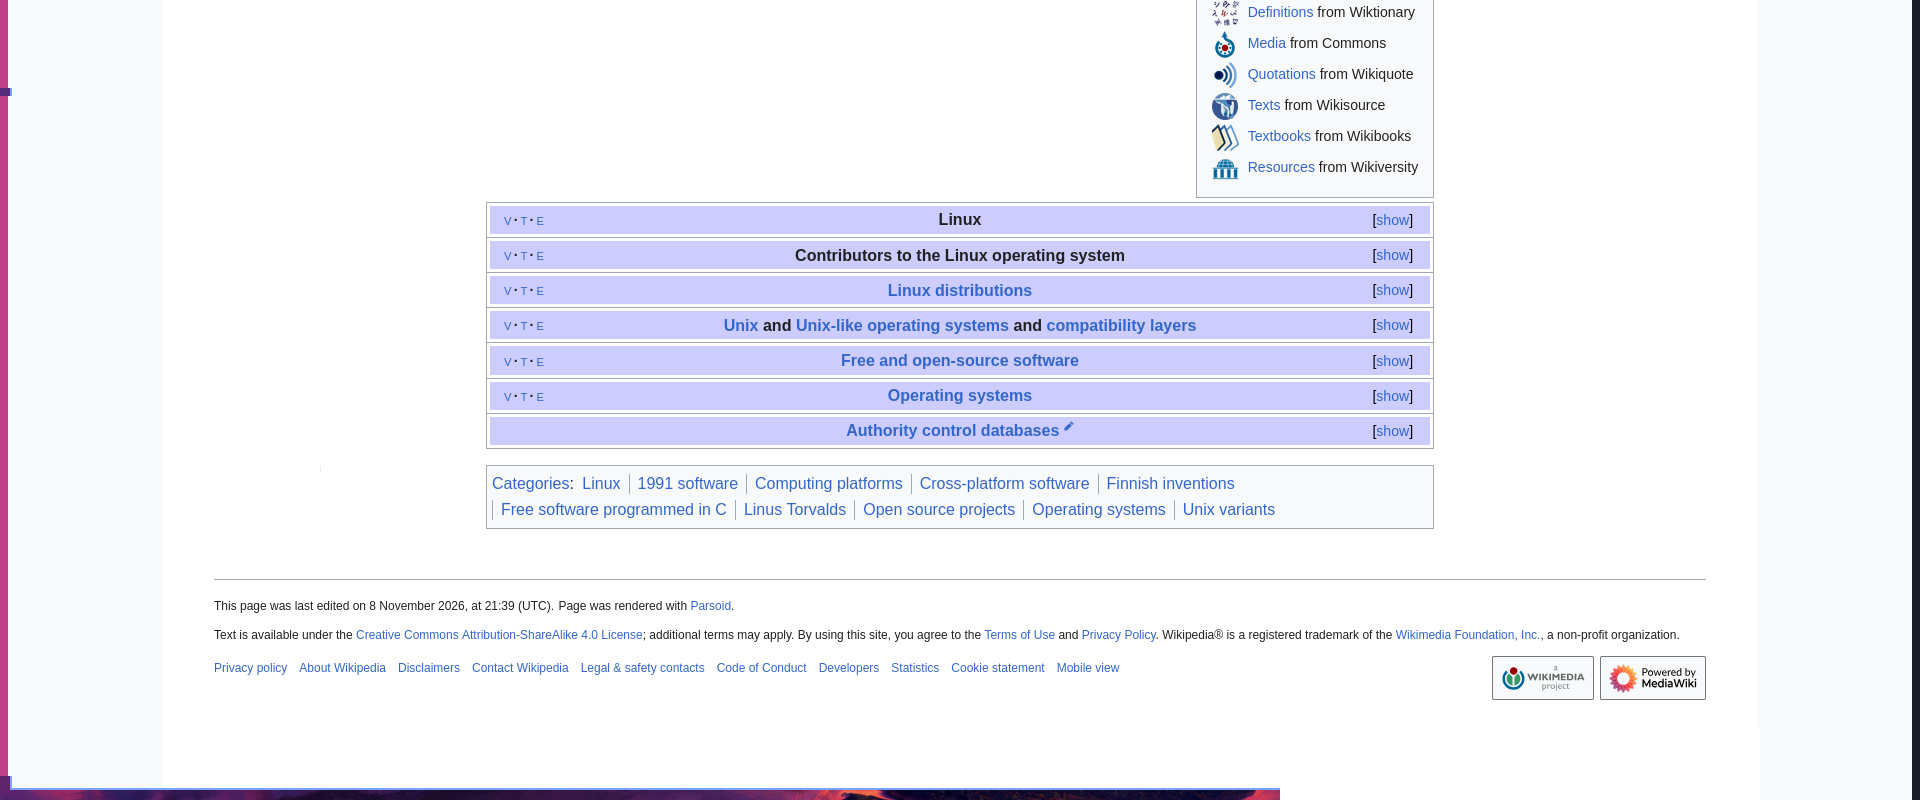 Definitions from Wiktionary
Media from Commons
Quotations from Wikiquote
Texts from Wikisource
Textbooks from Wikibooks
Resources from Wikiversity
V · T · E Linux [show]
V · T · E Contributors to the Linux operating system [show]
V · T · E Linux distributions [show]
V · T · E Unix and Unix-like operating systems and compatibility layers [show]
V · T · E Free and open-source software [show]
V · T · E Operating systems [show]
Authority control databases [show]
Categories: Linux | 1991 software | Computing platforms | Cross-platform software | Finnish inventions
| Free software programmed in C | Linus Torvalds | Open source projects | Operating systems | Unix variants
This page was last edited on 8 November 2026, at 21:39 (UTC). Page was rendered with Parsoid.
Text is available under the Creative Commons Attribution-ShareAlike 4.0 License; additional terms may apply. By using this site, you agree to the Terms of Use and Privacy Policy. Wikipedia® is a registered trademark of the Wikimedia Foundation, Inc., a non-profit organization.
Privacy policy About Wikipedia Disclaimers Contact Wikipedia Legal & safety contacts Code of Conduct Developers Statistics Cookie statement Mobile view
a
WIKIMEDIA
project
Powered by
MediaWiki